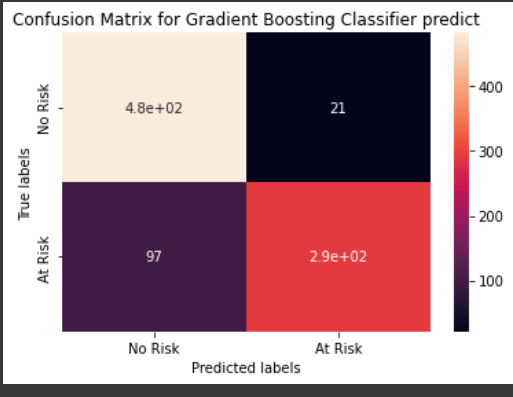 Confusion Matrix for Gradient Boosting Classifier predict
No Risk
4.8e+02
21
At Risk
97
2.9e+02
True labels
No Risk
At Risk
Predicted labels
400
300
200
100